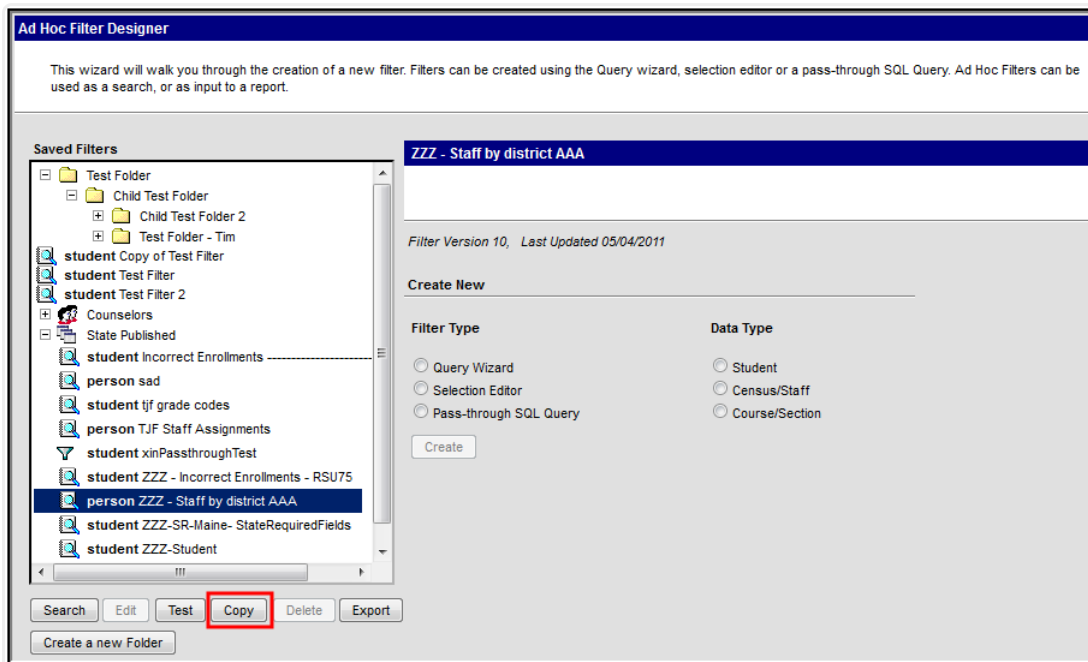 Ad Hoc Filter Designer
This wizard will walk you through the creation of a new filter. Filters can be created using the Query wizard, selection editor or a pass-through SQL Query. Ad Hoc Filters can be
used as a search, or as input to a report.
Saved Filters
Test Folder
Child Test Folder
Child Test Folder 2
Test Folder - Tim
student Copy of Test Filter
student Test Filter
student Test Filter 2
Counselors
State Published
student Incorrect Enrollments -----------------------
person sad
student tjf grade codes
person TJF Staff Assignments
student xinPassthroughTest
student ZZZ - Incorrect Enrollments - RSU75
person ZZZ - Staff by district AAA
student ZZZ-SR-Maine- StateRequiredFields
student ZZZ-Student
Search Edit Test Copy Delete Export
Create a new Folder
ZZZ - Staff by district AAA
Filter Version 10, Last Updated 05/04/2011
Create New
Filter Type Data Type
Query Wizard Student
Selection Editor Census/Staff
Pass-through SQL Query Course/Section
Create